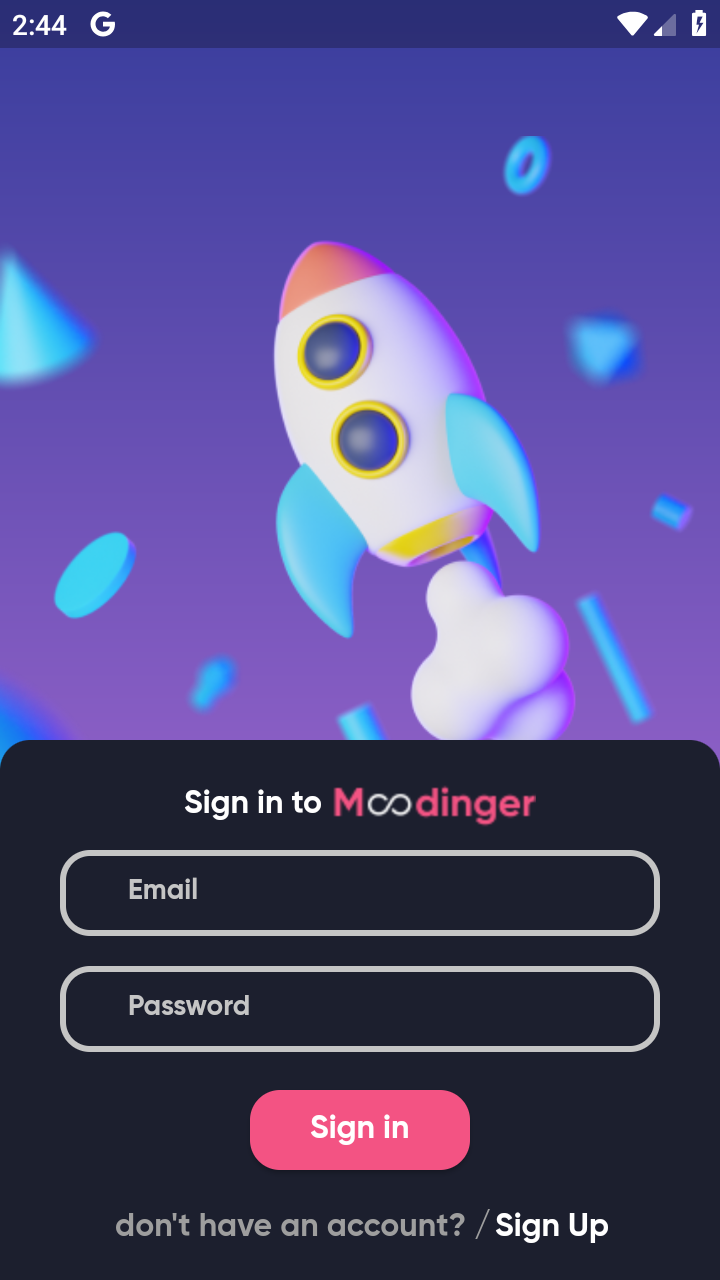 2:44 G
Sign in to Moodinger
Email
Password
Sign in
don't have an account? / Sign Up